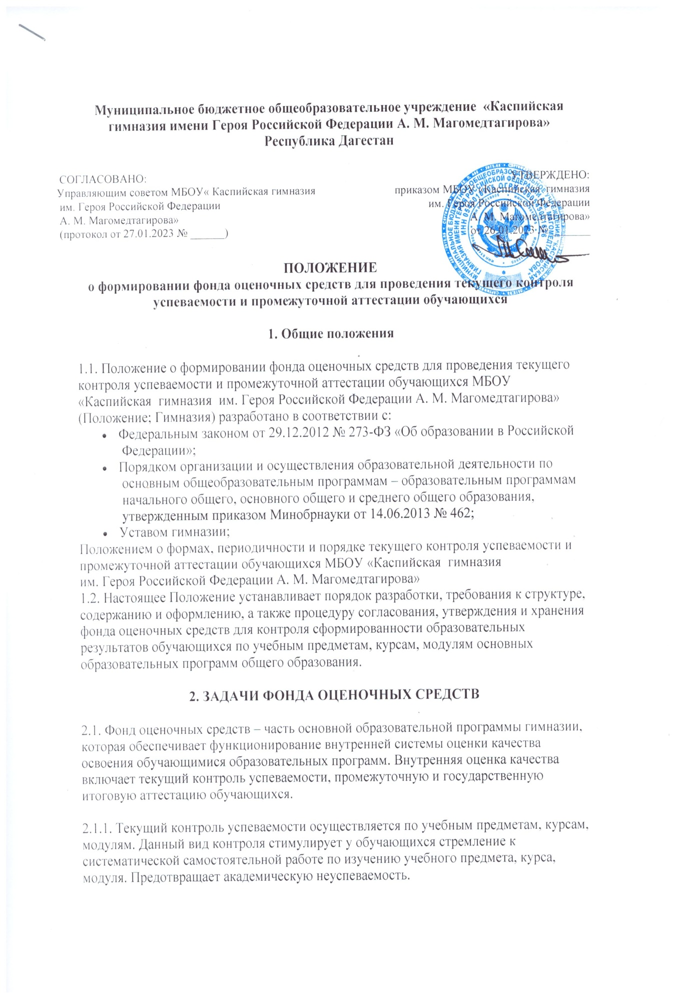 Муниципальное бюджетное общеобразовательное учреждение «Каспийская
гимназия имени Героя Российской Федерации А. М. Магомедтагирова»
Республика Дагестан
СОГЛАСОВАНО:
Управляющим советом МБОУ« Каспийская гимназия
им. Героя Российской Федерации
А. М. Магомедтагирова»
(протокол от 27.01.2023 № ______)
УТВЕРЖДЕНО:
приказом МБОУ «Каспийская гимназия
им. Героя Российской Федерации
А. М. Магомедтагирова»
от 26.01.2023 № ______
ПОЛОЖЕНИЕ
о формировании фонда оценочных средств для проведения текущего контроля
успеваемости и промежуточной аттестации обучающихся
1. Общие положения
1.1. Положение о формировании фонда оценочных средств для проведения текущего
контроля успеваемости и промежуточной аттестации обучающихся МБОУ
«Каспийская гимназия им. Героя Российской Федерации А. М. Магомедтагирова»
(Положение; Гимназия) разработано в соответствии с:
• Федеральным законом от 29.12.2012 № 273-ФЗ «Об образовании в Российской
Федерации»;
• Порядком организации и осуществления образовательной деятельности по
основным общеобразовательным программам – образовательным программам
начального общего, основного общего и среднего общего образования,
утвержденным приказом Минобрнауки от 14.06.2013 № 462;
• Уставом гимназии;
Положением о формах, периодичности и порядке текущего контроля успеваемости и
промежуточной аттестации обучающихся МБОУ «Каспийская гимназия
им. Героя Российской Федерации А. М. Магомедтагирова»
1.2. Настоящее Положение устанавливает порядок разработки, требования к структуре,
содержанию и оформлению, а также процедуру согласования, утверждения и хранения
фонда оценочных средств для контроля сформированности образовательных
результатов обучающихся по учебным предметам, курсам, модулям основных
образовательных программ общего образования.
2. ЗАДАЧИ ФОНДА ОЦЕНОЧНЫХ СРЕДСТВ
2.1. Фонд оценочных средств – часть основной образовательной программы гимназии,
которая обеспечивает функционирование внутренней системы оценки качества
освоения обучающимися образовательных программ. Внутренняя оценка качества
включает текущий контроль успеваемости, промежуточную и государственную
итоговую аттестацию обучающихся.
2.1.1. Текущий контроль успеваемости осуществляется по учебным предметам, курсам,
модулям. Данный вид контроля стимулирует у обучающихся стремление к
систематической самостоятельной работе по изучению учебного предмета, курса,
модуля. Предотвращает академическую неуспеваемость.